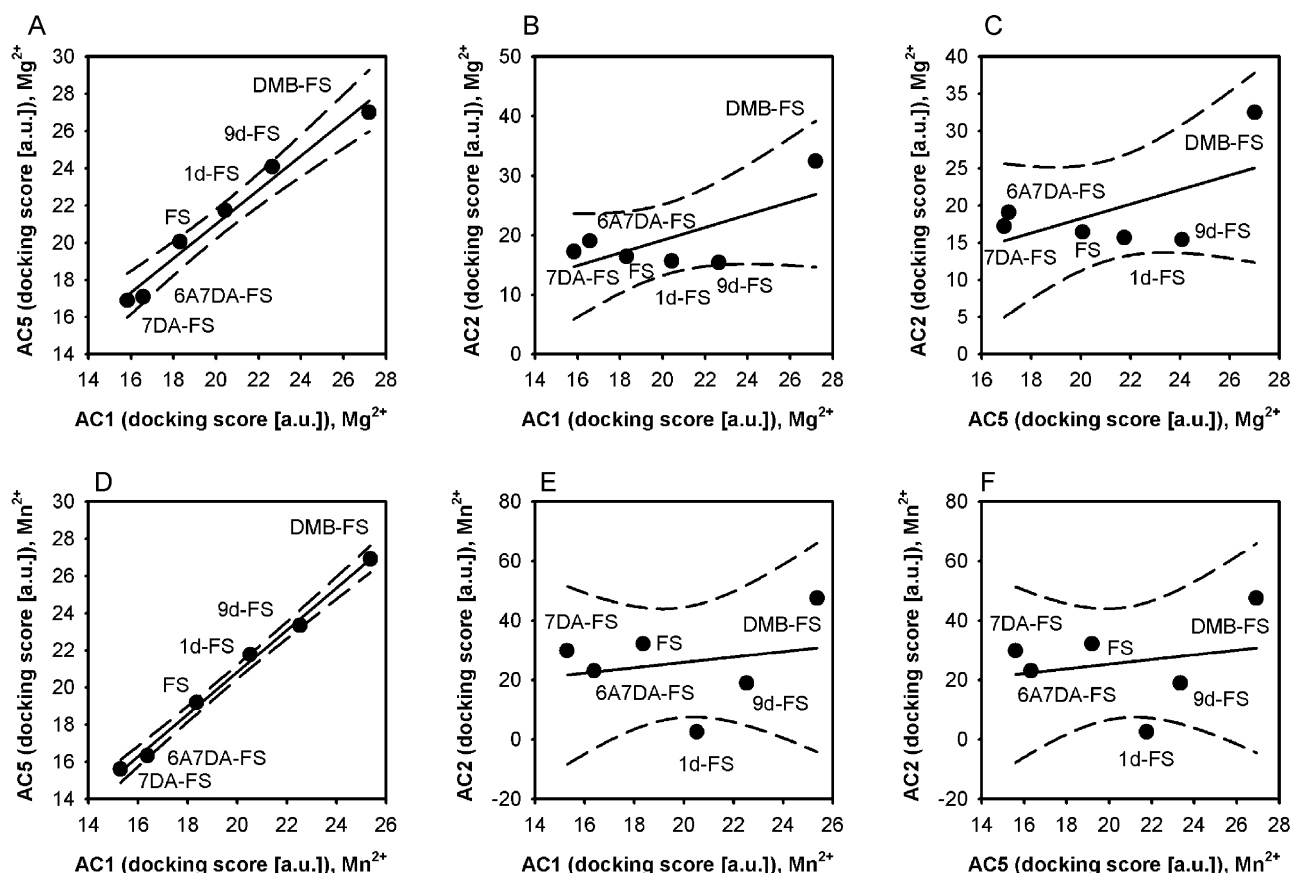 A
AC5 (docking score [a.u.]), Mg²⁺
30
28
26
24
22
20
18
16
14
DMB-FS
9d-FS
1d-FS
FS
6A7DA-FS
7DA-FS
14 16 18 20 22 24 26 28
AC1 (docking score [a.u.]), Mg²⁺
B
AC2 (docking score [a.u.]), Mg²⁺
50
40
30
20
10
0
DMB-FS
6A7DA-FS
7DA-FS
FS
1d-FS
9d-FS
14 16 18 20 22 24 26 28
AC1 (docking score [a.u.]), Mg²⁺
C
AC2 (docking score [a.u.]), Mg²⁺
40
35
30
25
20
15
10
5
0
DMB-FS
6A7DA-FS
7DA-FS
FS
9d-FS
1d-FS
16 18 20 22 24 26 28
AC5 (docking score [a.u.]), Mg²⁺
D
AC5 (docking score [a.u.]), Mn²⁺
30
28
26
24
22
20
18
16
14
DMB-FS
9d-FS
1d-FS
FS
6A7DA-FS
7DA-FS
14 16 18 20 22 24 26 28
AC1 (docking score [a.u.]), Mn²⁺
E
AC2 (docking score [a.u.]), Mn²⁺
80
60
40
20
0
-20
7DA-FS
FS
DMB-FS
6A7DA-FS
9d-FS
1d-FS
14 16 18 20 22 24 26 28
AC1 (docking score [a.u.]), Mn²⁺
F
AC2 (docking score [a.u.]), Mn²⁺
80
60
40
20
0
-20
7DA-FS
FS
DMB-FS
6A7DA-FS
9d-FS
1d-FS
14 16 18 20 22 24 26 28
AC5 (docking score [a.u.]), Mn²⁺